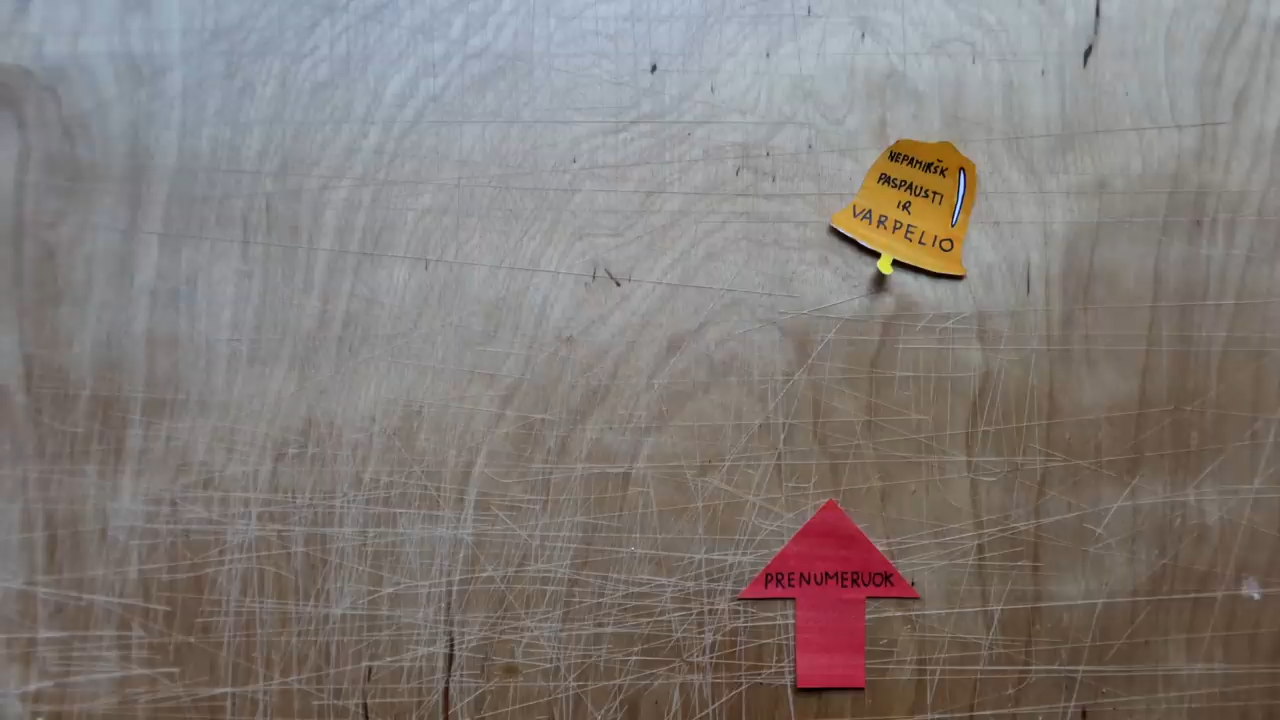 NEPAMIRŠK
PASPAUSTI
IR
VARPELIO
PRENUMERUOK